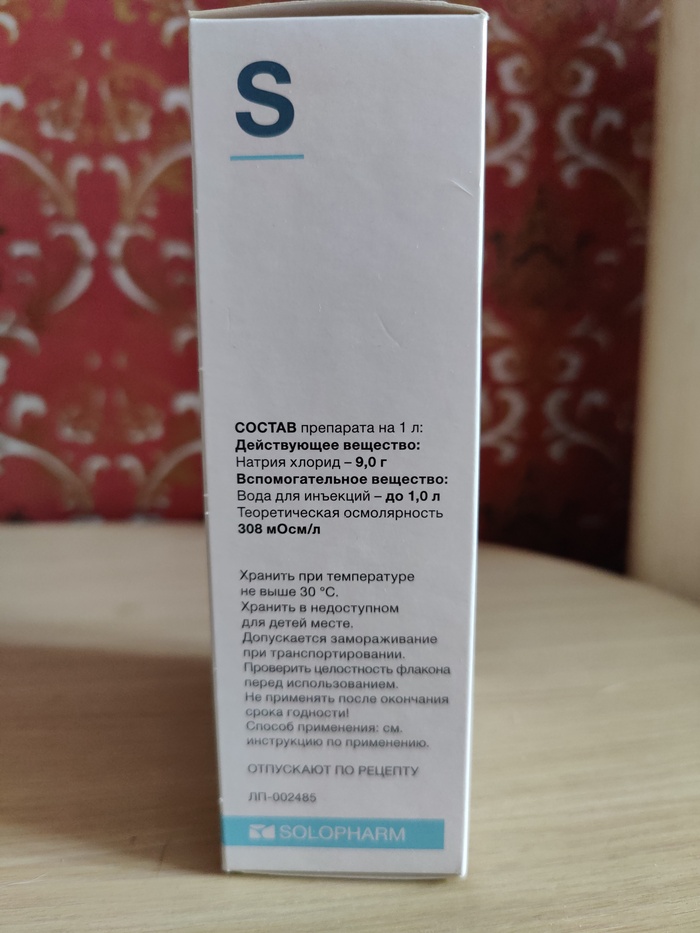 S
СОСТАВ препарата на 1 л:
Действующее вещество:
Натрия хлорид – 9,0 г
Вспомогательное вещество:
Вода для инъекций – до 1,0 л
Теоретическая осмолярность
308 мОсм/л
Хранить при температуре
не выше 30 °С.
Хранить в недоступном
для детей месте.
Допускается замораживание
при транспортировании.
Проверить целостность флакона
перед использованием.
Не применять после окончания
срока годности!
Способ применения: см.
инструкцию по применению.
ОТПУСКАЮТ ПО РЕЦЕПТУ
ЛП-002485
SOLOPHARM